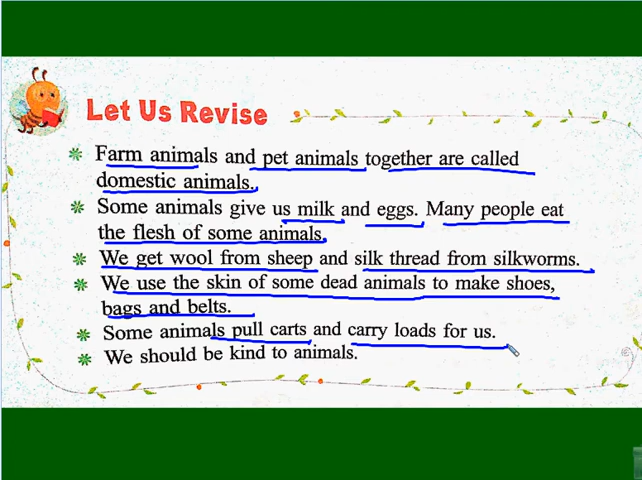 Let Us Revise
Farm animals and pet animals together are called
domestic animals.
Some animals give us milk and eggs. Many people eat
the flesh of some animals.
We get wool from sheep and silk thread from silkworms.
We use the skin of some dead animals to make shoes,
bags and belts.
Some animals pull carts and carry loads for us.
We should be kind to animals.